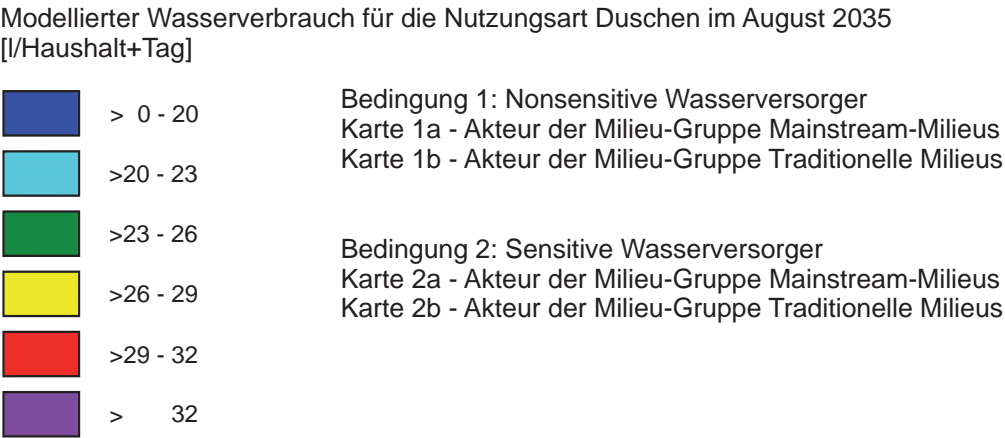 Modellierter Wasserverbrauch für die Nutzungsart Duschen im August 2035
[l/Haushalt+Tag]
> 0 - 20
>20 - 23
>23 - 26
>26 - 29
>29 - 32
> 32
Bedingung 1: Nonsensitive Wasserversorger
Karte 1a - Akteur der Milieu-Gruppe Mainstream-Milieus
Karte 1b - Akteur der Milieu-Gruppe Traditionelle Milieus
Bedingung 2: Sensitive Wasserversorger
Karte 2a - Akteur der Milieu-Gruppe Mainstream-Milieus
Karte 2b - Akteur der Milieu-Gruppe Traditionelle Milieus